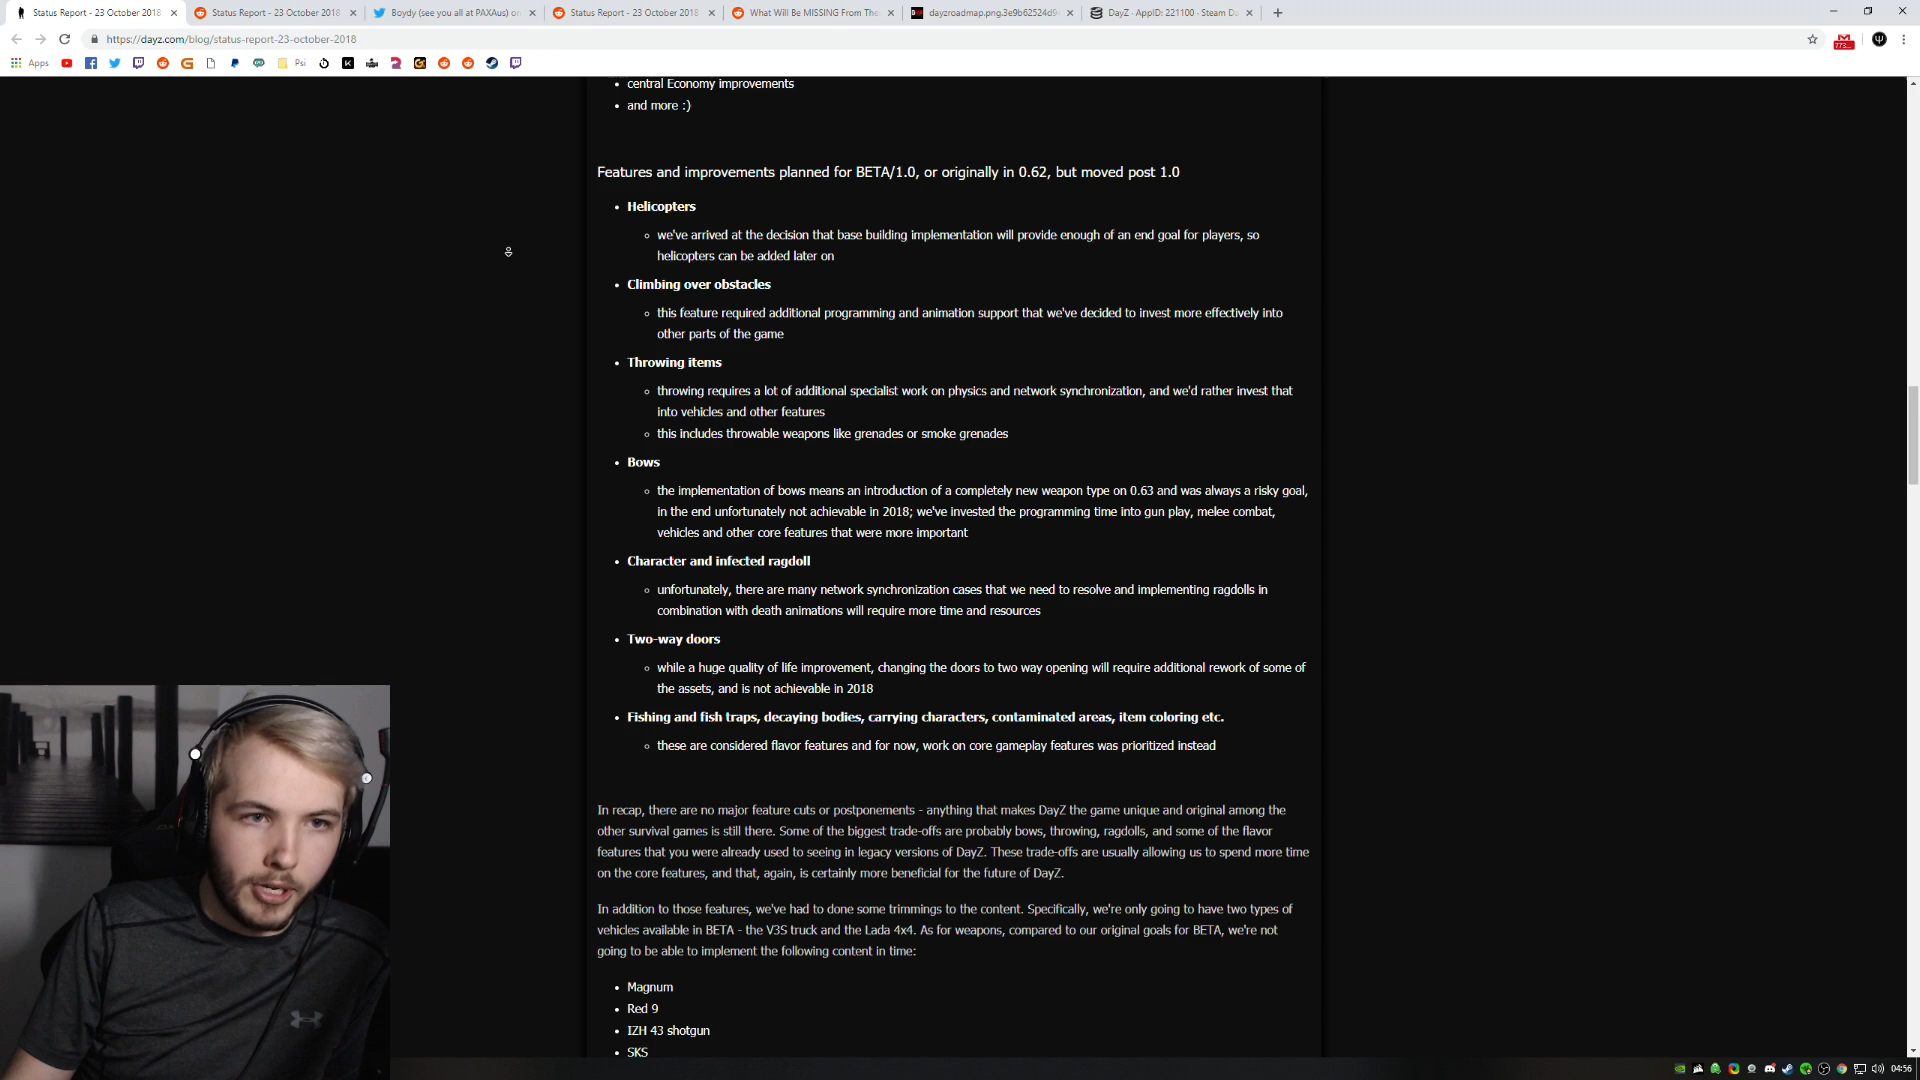 Status Report - 23 October 2018
Status Report - 23 October 2018
Boydy (see you all at PAXAus) on
Status Report - 23 October 2018
What Will Be MISSING From The
dayzroadmap.png.3e9b62524d9
DayZ · AppID: 221100 · Steam Da
https://dayz.com/blog/status-report-23-october-2018
773...
Apps
Psi
central Economy improvements
and more :)
Features and improvements planned for BETA/1.0, or originally in 0.62, but moved post 1.0
Helicopters
we've arrived at the decision that base building implementation will provide enough of an end goal for players, so
helicopters can be added later on
Climbing over obstacles
this feature required additional programming and animation support that we've decided to invest more effectively into
other parts of the game
Throwing items
throwing requires a lot of additional specialist work on physics and network synchronization, and we'd rather invest that
into vehicles and other features
this includes throwable weapons like grenades or smoke grenades
Bows
the implementation of bows means an introduction of a completely new weapon type on 0.63 and was always a risky goal,
in the end unfortunately not achievable in 2018; we've invested the programming time into gun play, melee combat,
vehicles and other core features that were more important
Character and infected ragdoll
unfortunately, there are many network synchronization cases that we need to resolve and implementing ragdolls in
combination with death animations will require more time and resources
Two-way doors
while a huge quality of life improvement, changing the doors to two way opening will require additional rework of some of
the assets, and is not achievable in 2018
Fishing and fish traps, decaying bodies, carrying characters, contaminated areas, item coloring etc.
these are considered flavor features and for now, work on core gameplay features was prioritized instead
In recap, there are no major feature cuts or postponements - anything that makes DayZ the game unique and original among the
other survival games is still there. Some of the biggest trade-offs are probably bows, throwing, ragdolls, and some of the flavor
features that you were already used to seeing in legacy versions of DayZ. These trade-offs are usually allowing us to spend more time
on the core features, and that, again, is certainly more beneficial for the future of DayZ.
In addition to those features, we've had to done some trimmings to the content. Specifically, we're only going to have two types of
vehicles available in BETA - the V3S truck and the Lada 4x4. As for weapons, compared to our original goals for BETA, we're not
going to be able to implement the following content in time:
Magnum
Red 9
IZH 43 shotgun
SKS
04:56